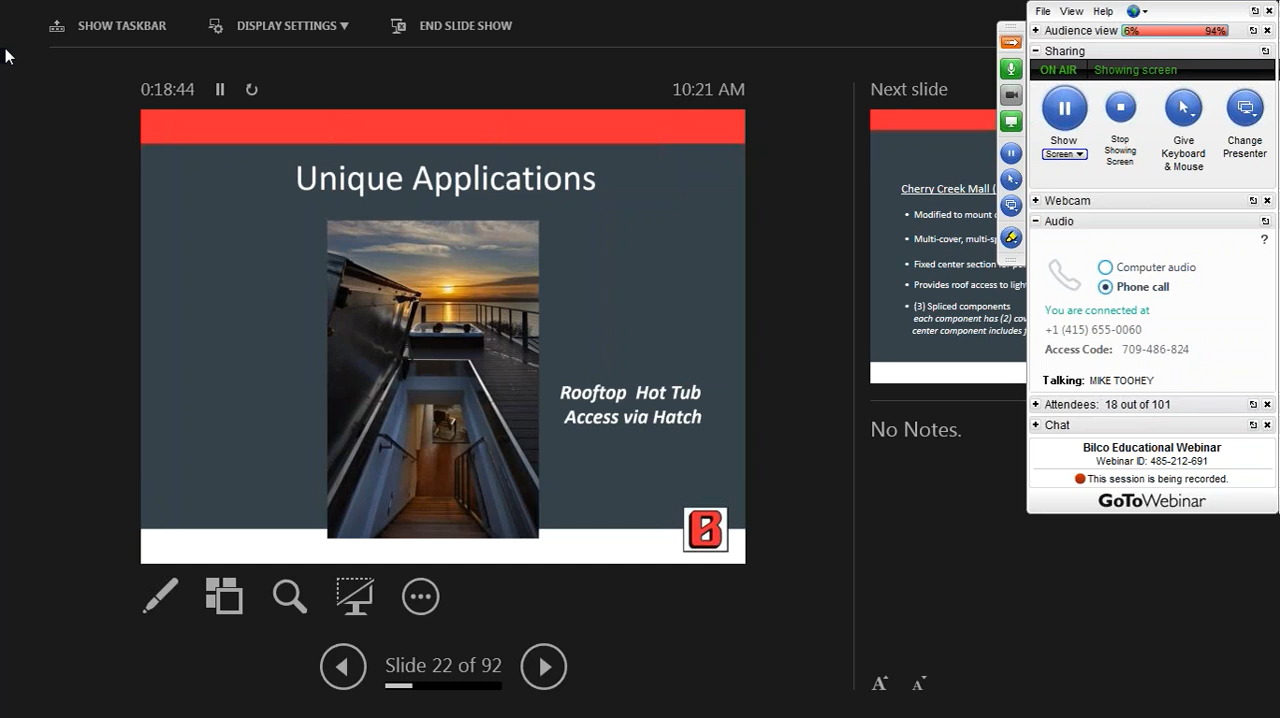 SHOW TASKBAR
DISPLAY SETTINGS ▼
END SLIDE SHOW
0:18:44
10:21 AM
Unique Applications
Rooftop Hot Tub
Access via Hatch
B
Slide 22 of 92
Next slide
Cherry Creek Mall (
Modified to mount
Multi-cover, multi-s
Fixed center section
Provides roof access to ligh
(3) Spliced components
each component has (2) co
center component includes
No Notes.
A A
File View Help
Audience view 6% 94%
Sharing
ON AIR Showing screen
Show
Screen
Stop
Showing
Screen
Give
Keyboard
& Mouse
Change
Presenter
Webcam
Audio
?
Computer audio
Phone call
You are connected at
+1 (415) 655-0060
Access Code: 709-486-824
Talking: MIKE TOOHEY
Attendees: 18 out of 101
Chat
Bilco Educational Webinar
Webinar ID: 485-212-691
This session is being recorded.
GoToWebinar